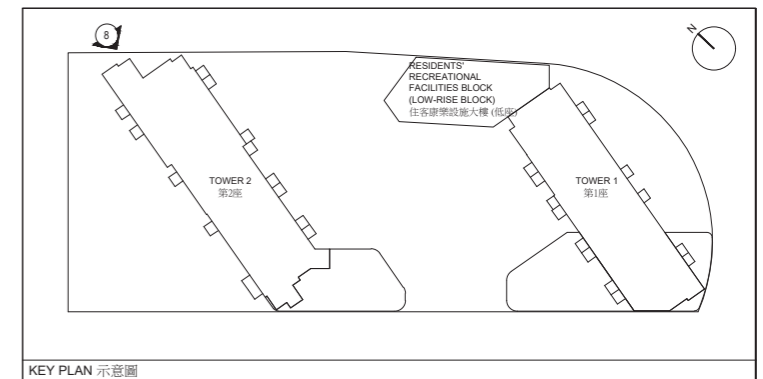 8
N
RESIDENTS'
RECREATIONAL
FACILITIES BLOCK
(LOW-RISE BLOCK)
住客康樂設施大樓 (低座)
TOWER 2
第2座
TOWER 1
第1座
KEY PLAN 示意圖